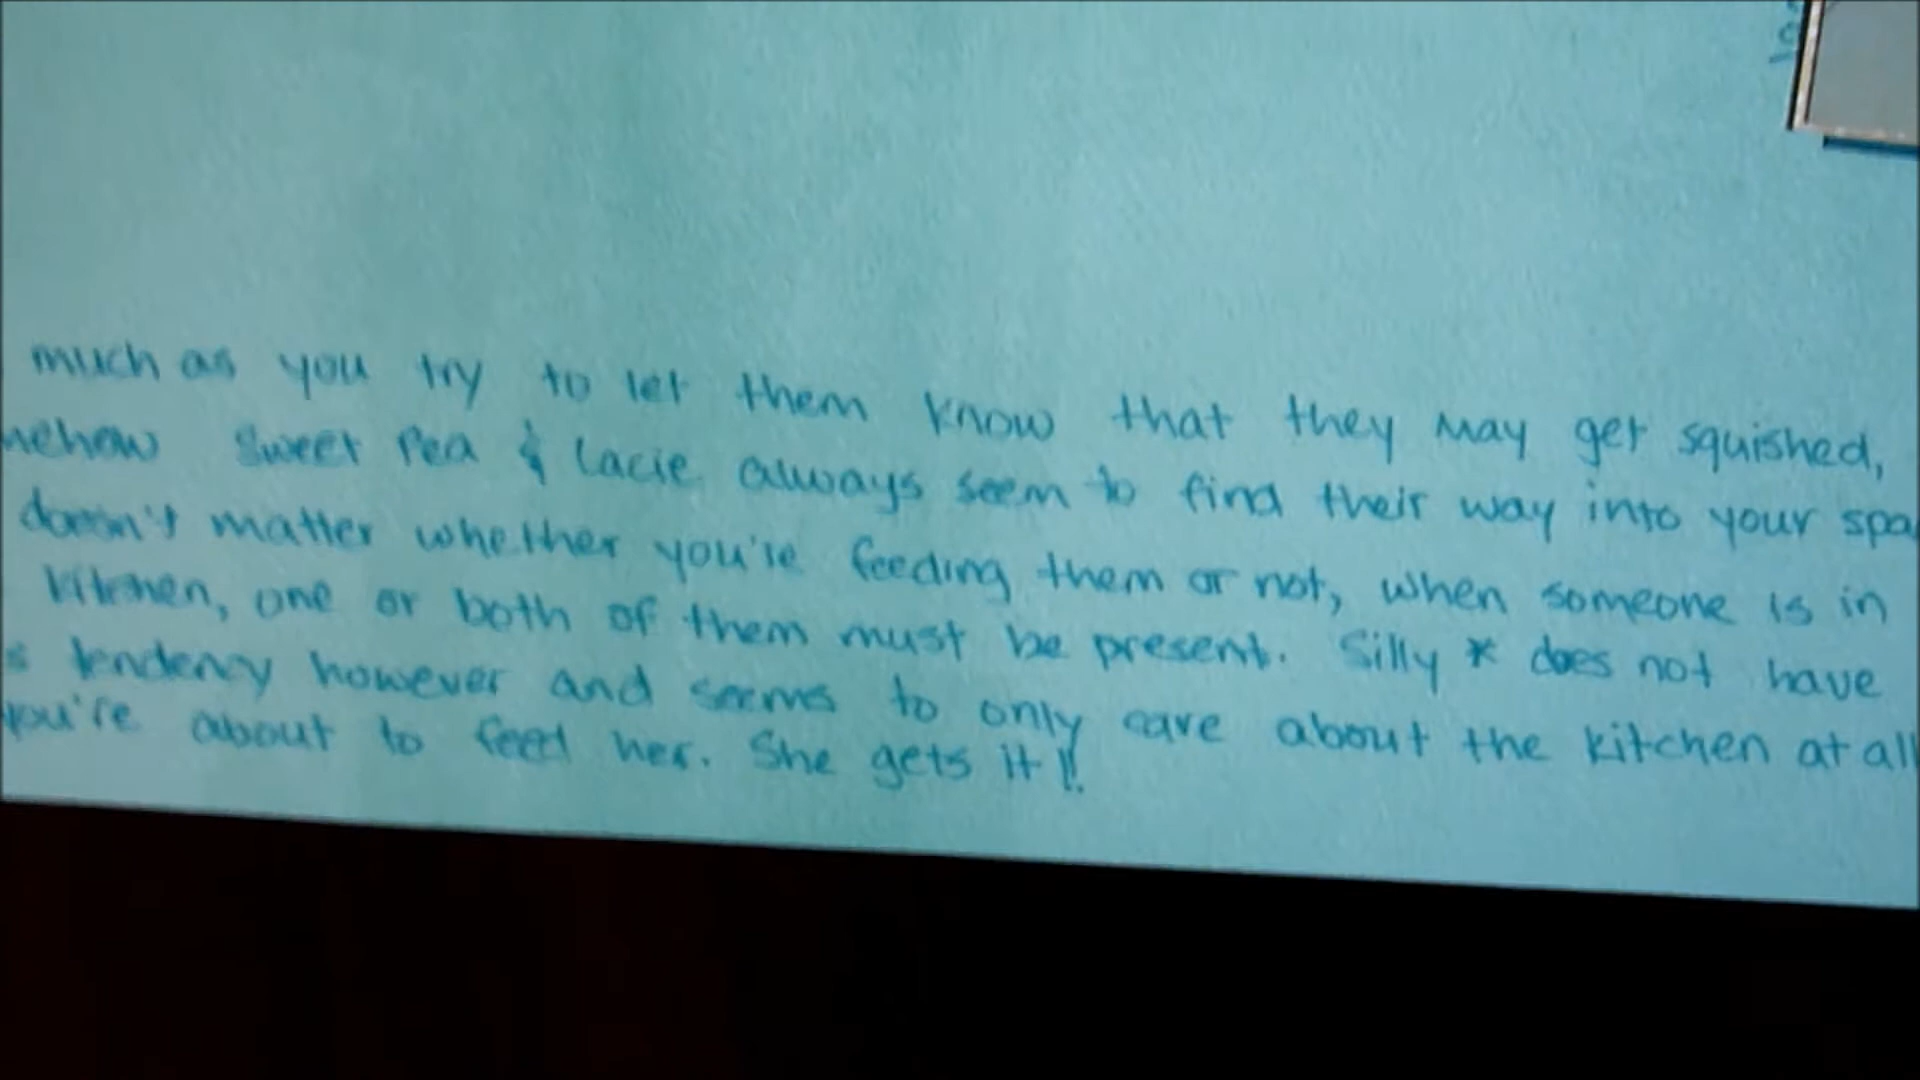 much as you try to let them know that they may get squished,
nehow Sweet Pea & Lacie always seem to find their way into your spa
doesn't matter whether you're feeding them or not, when someone is in
kitchen, one or both of them must be present. Silly * does not have
s tendency however and seems to only care about the kitchen at all
you're about to feed her. She gets it!!